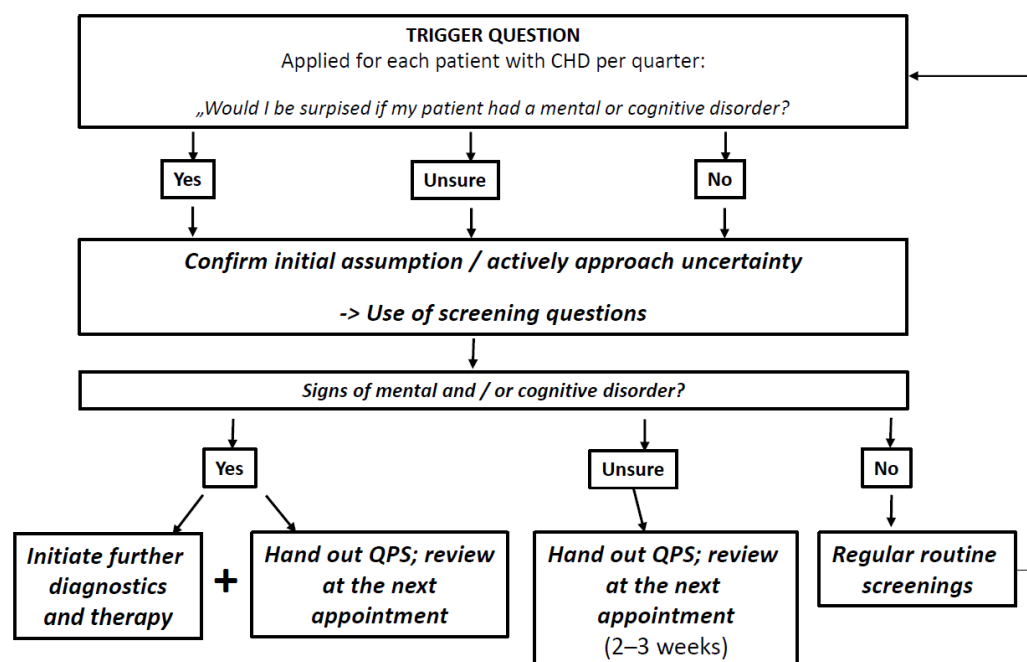 TRIGGER QUESTION
Applied for each patient with CHD per quarter:
„Would I be surpised if my patient had a mental or cognitive disorder?
Yes
Unsure
No
Confirm initial assumption / actively approach uncertainty
-> Use of screening questions
Signs of mental and / or cognitive disorder?
Yes
Unsure
No
Initiate further
diagnostics
and therapy
+
Hand out QPS; review
at the next
appointment
Hand out QPS; review
at the next
appointment
(2–3 weeks)
Regular routine
screenings